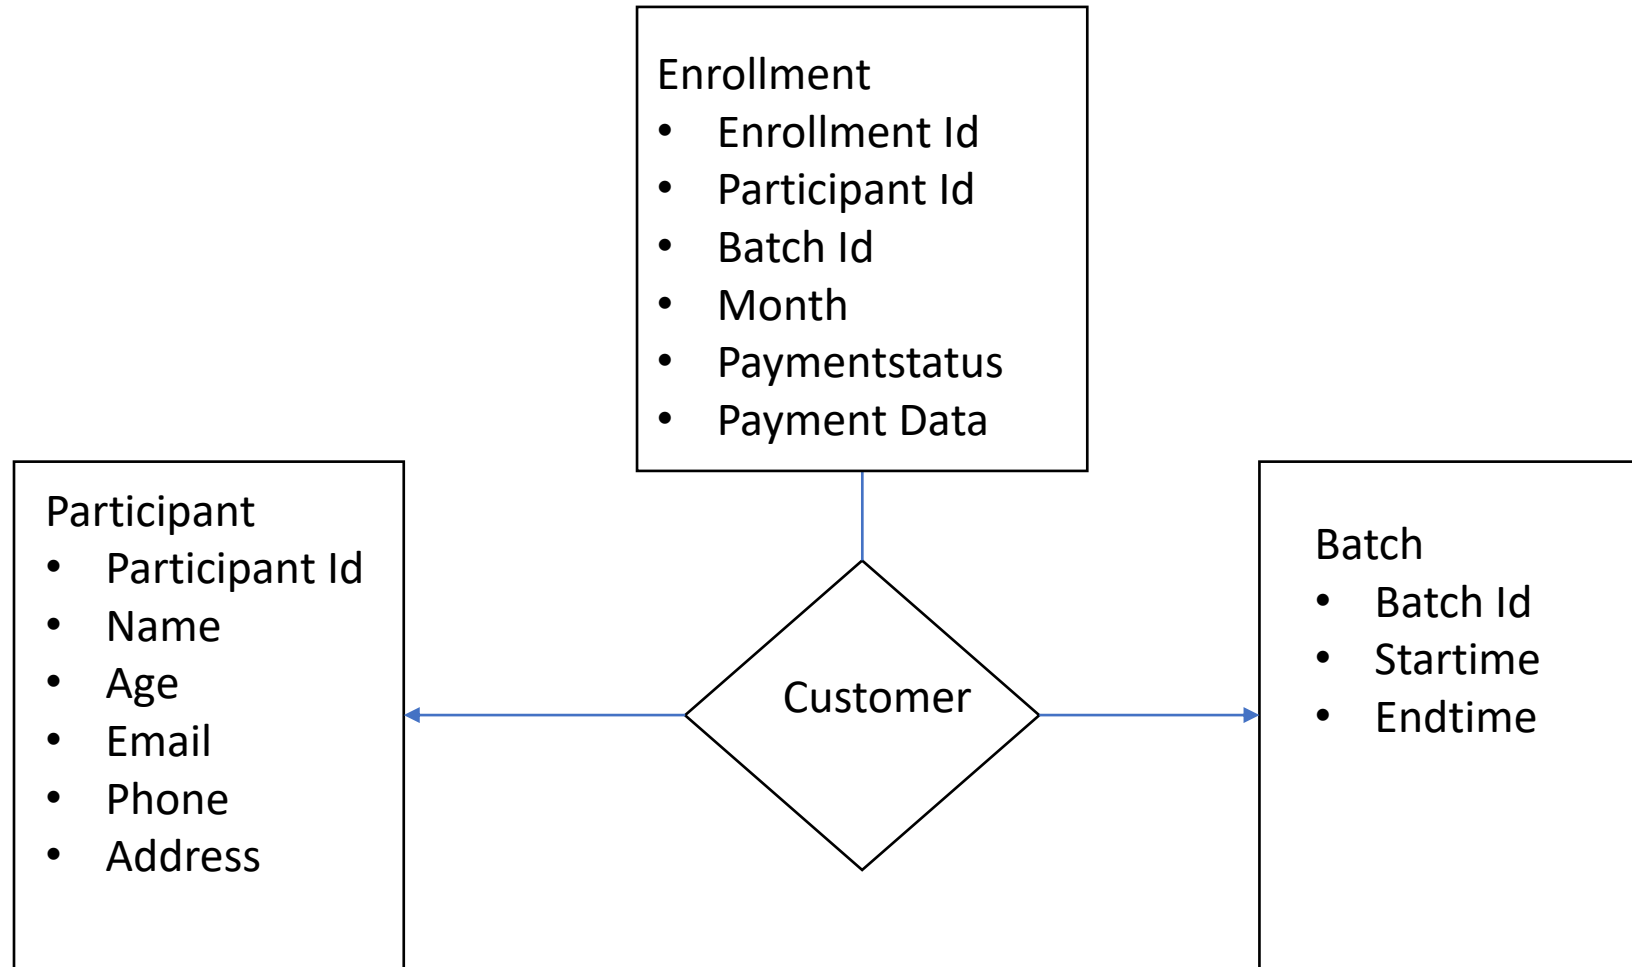 Enrollment
• Enrollment Id
• Participant Id
• Batch Id
• Month
• Paymentstatus
• Payment Data
Participant
• Participant Id
• Name
• Age
• Email
• Phone
• Address
Customer
Batch
• Batch Id
• Startime
• Endtime